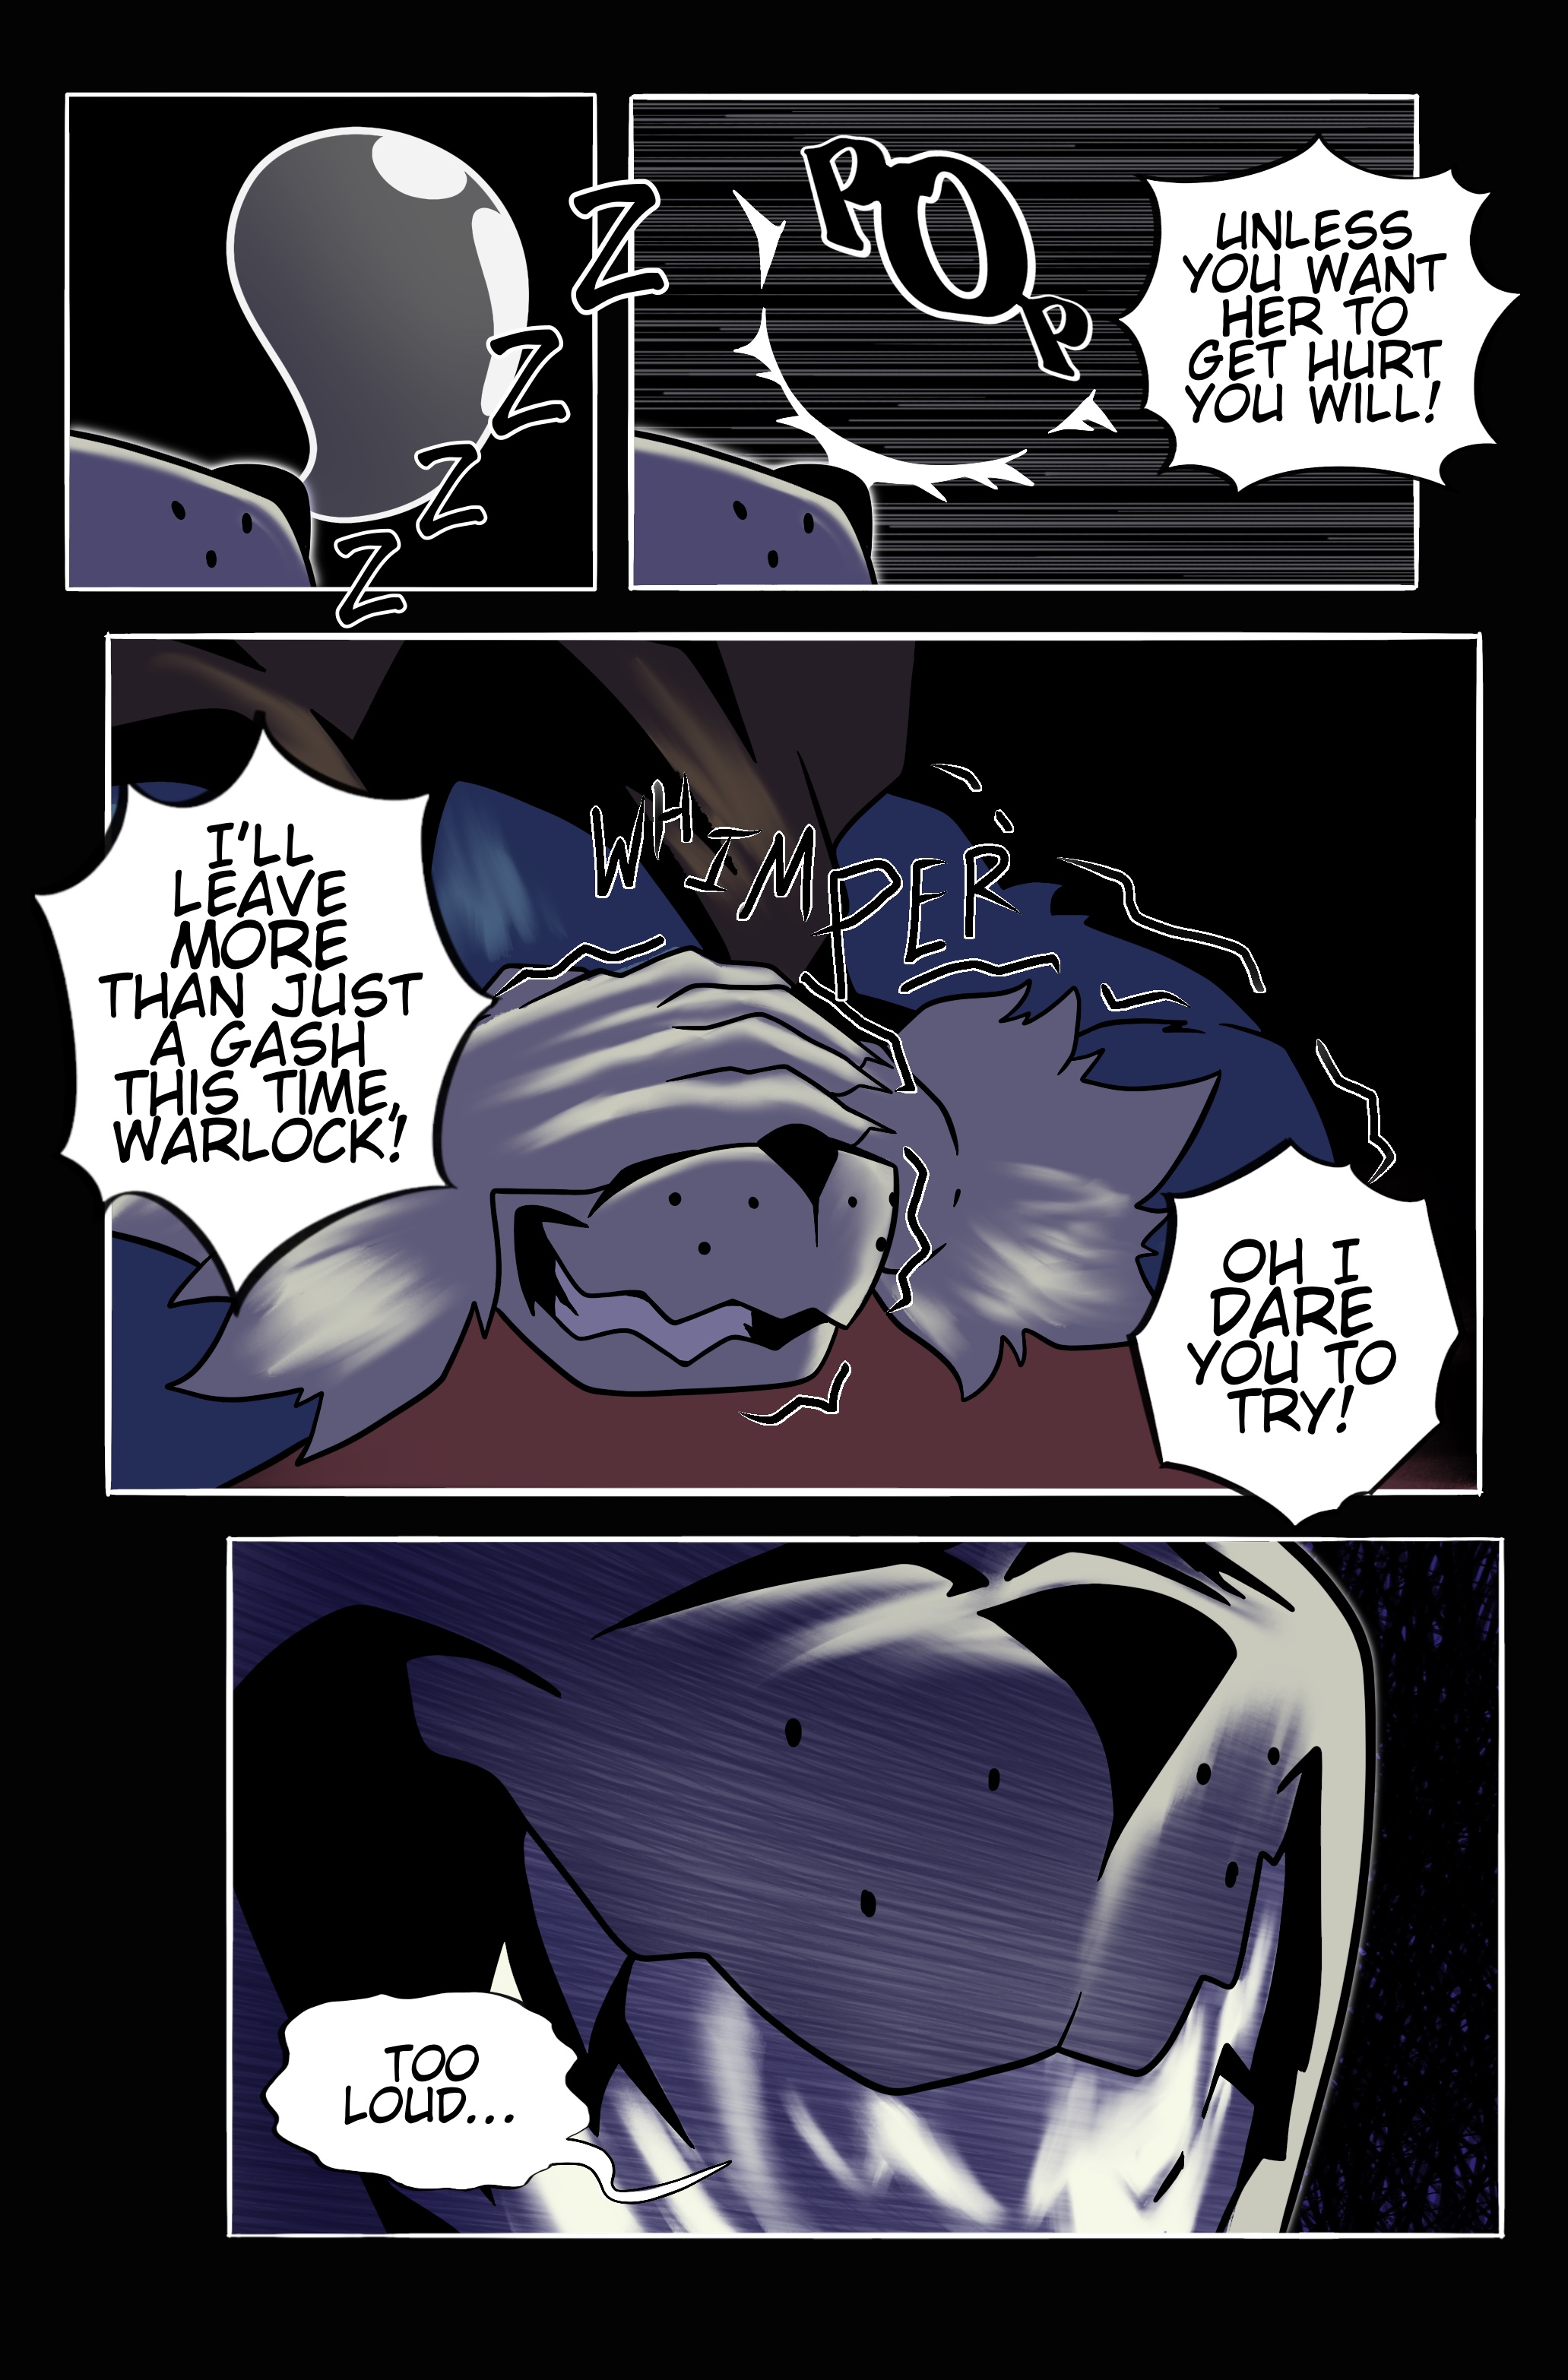 Z
Z
Z
Z
POP
UNLESS
YOU WANT
HER TO
GET HURT
YOU WILL!
I'LL
LEAVE
MORE
THAN JUST
A GASH
THIS TIME,
WARLOCK!
WHIMPER
OH I
DARE
YOU TO
TRY!
TOO
LOUD...